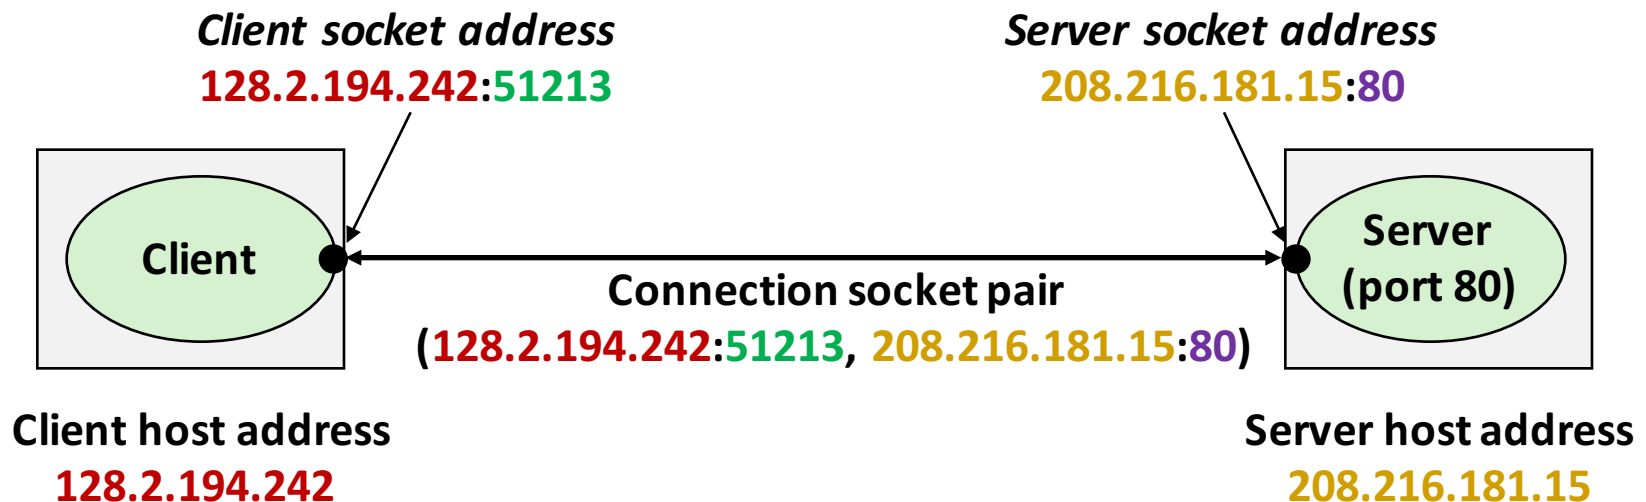 Client socket address
128.2.194.242:51213
Server socket address
208.216.181.15:80
Client
Server
(port 80)
Connection socket pair
(128.2.194.242:51213, 208.216.181.15:80)
Client host address
128.2.194.242
Server host address
208.216.181.15